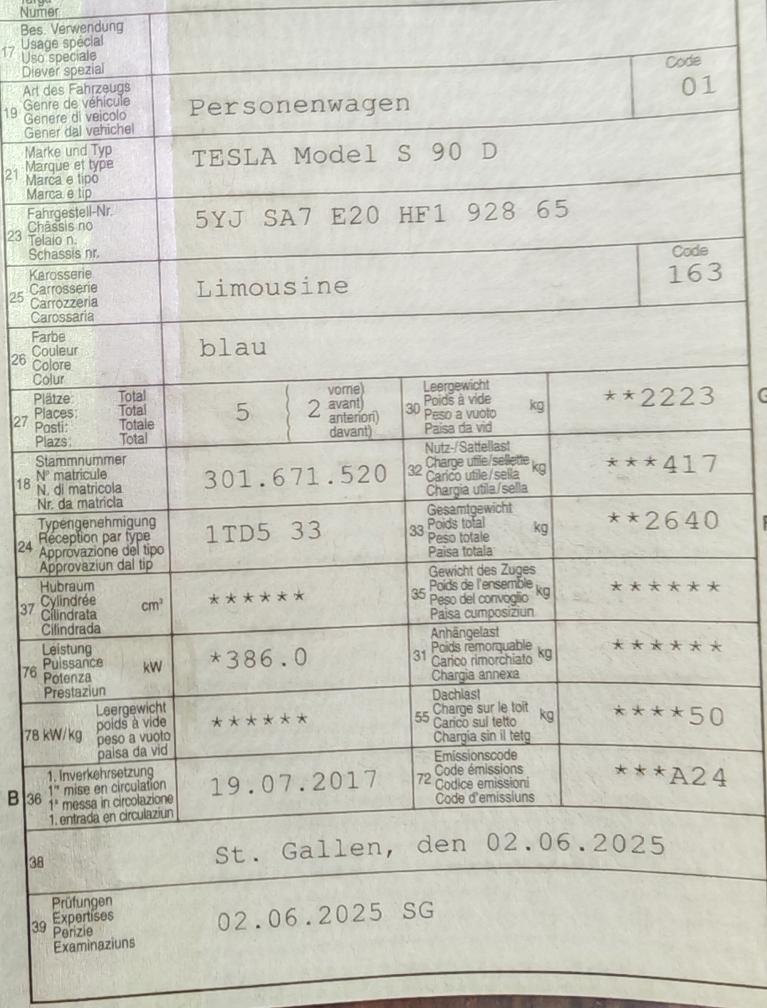 Numer
17 Bes. Verwendung
Usage spécial
Uso speciale
Diever spezial
19 Art des Fahrzeugs
Genre de véhicule
Genere di veicolo
Gener dal vehichel
Personenwagen
Code
01
21 Marke und Typ
Marque et type
Marca e tipo
Marca e tip
TESLA Model S 90 D
23 Fahrgestell-Nr.
Châssis no
Telaio n.
Schassis nr.
5YJ SA7 E20 HF1 928 65
25 Karosserie
Carrosserie
Carrozzeria
Carossaria
Limousine
Code
163
26 Farbe
Couleur
Colore
Colur
blau
27 Plätze: Total
Places: Total
Posti: Totale
Plazs: Total
5
2 vorne)
avant)
anteriori)
davant)
30 Leergewicht
Poids à vide
Peso a vuoto
Paisa da vid
kg
**2223
18 Stammnummer
N° matricule
N. di matricola
Nr. da matricla
301.671.520
32 Nutz-/Sattellast
Charge utile/sellette
Carico utile/sella
Chargia utila/sella
kg
***417
24 Typengenehmigung
Réception par type
Approvazione del tipo
Approvaziun dal tip
1TD5 33
33 Gesamtgewicht
Poids total
Peso totale
Paisa totala
kg
**2640
37 Hubraum
Cylindrée
Cilindrata
Cilindrada
cm³
******
35 Gewicht des Zuges
Poids de l'ensemble
Peso del convoglio
Paisa cumposiziun
kg
******
76 Leistung
Puissance
Potenza
Prestaziun
kW
*386.0
31 Anhängelast
Poids remorquable
Carico rimorchiato
Chargia annexa
kg
******
78 kW/kg Leergewicht
poids à vide
peso a vuoto
paisa da vid
******
55 Dachlast
Charge sur le toit
Carico sul tetto
Chargia sin il tetg
kg
****50
B 36 1. Inverkehrsetzung
1re mise en circulation
1a messa in circolazione
1. entrada en circulaziun
19.07.2017
72 Emissionscode
Code émissions
Codice emissioni
Code d'emissiuns
***A24
38 St. Gallen, den 02.06.2025
39 Prüfungen
Expertises
Perizie
Examinaziuns
02.06.2025 SG